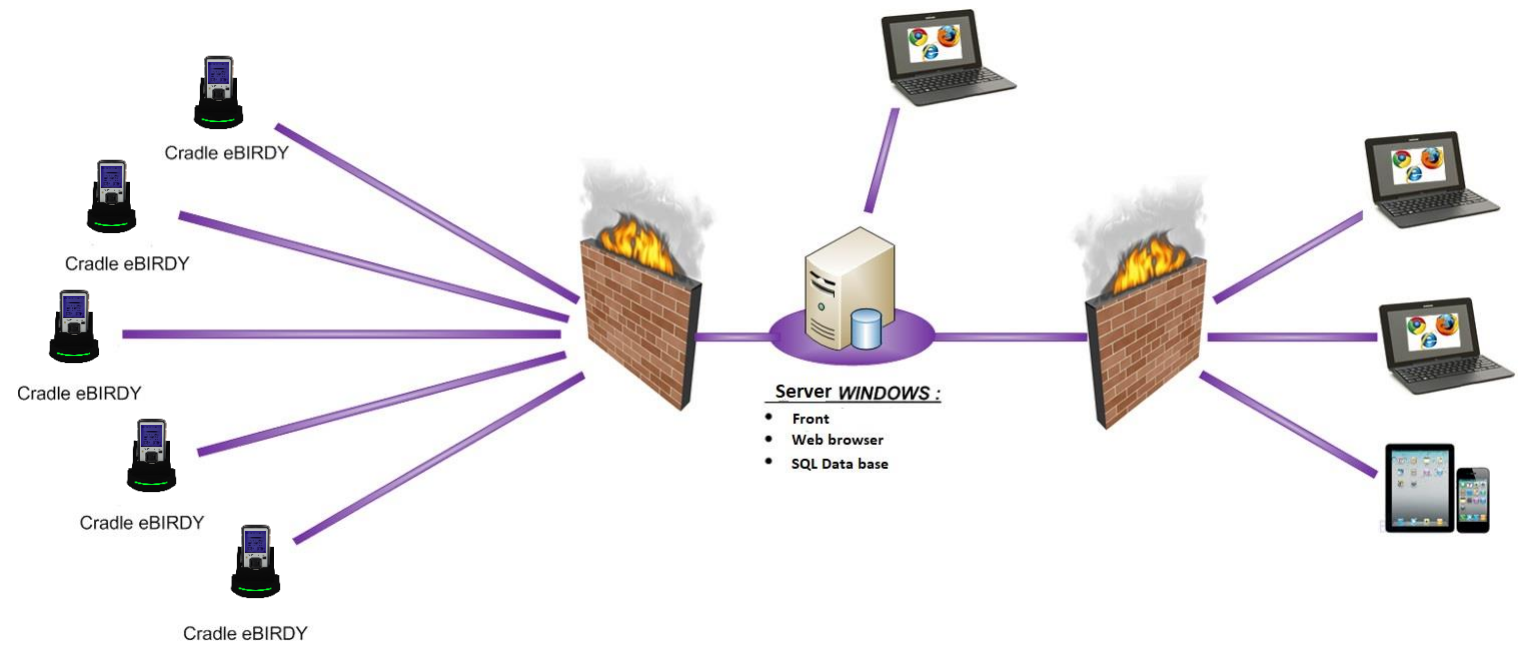 Cradle eBIRDY
Cradle eBIRDY
Cradle eBIRDY
Cradle eBIRDY
Cradle eBIRDY
Server WINDOWS :
• Front
• Web browser
• SQL Data base